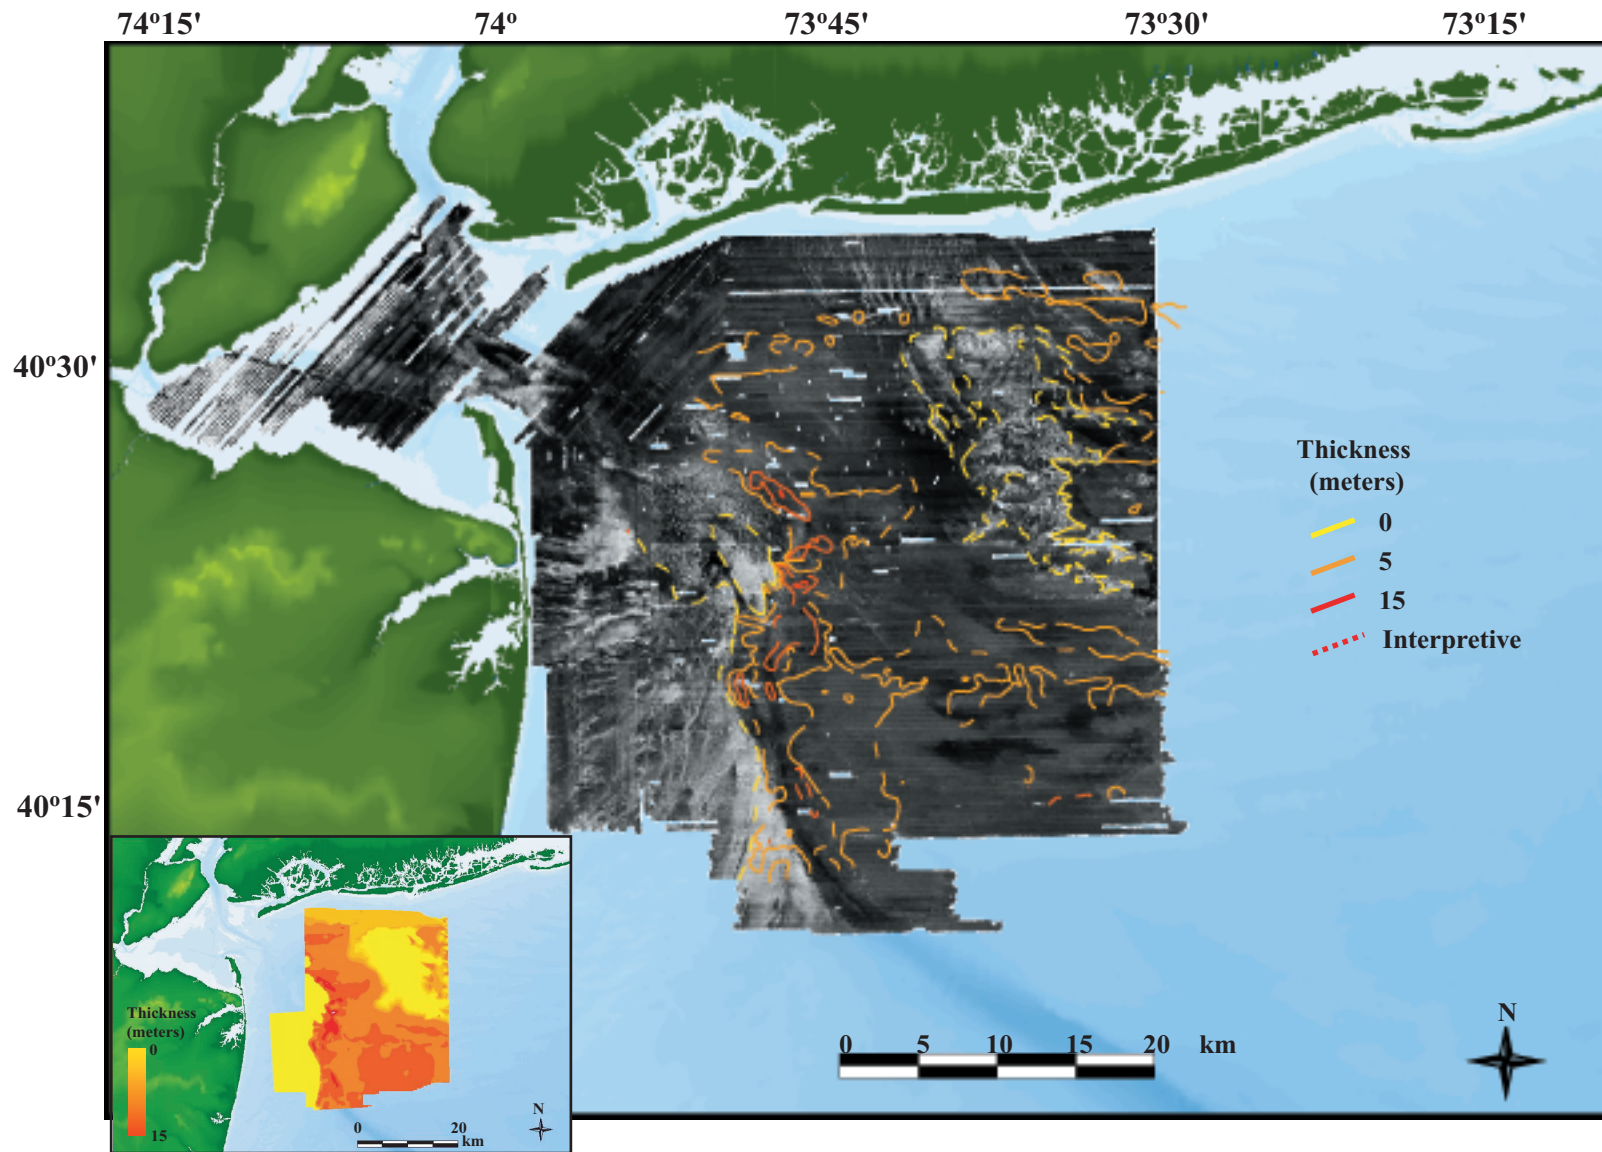 74º15' 74º 73º45' 73º30' 73º15'
40º30'
40º15'
Thickness
(meters)
0
5
15
Interpretive
N
0 5 10 15 20 km
Thickness
(meters)
0
15
N
0 20
km